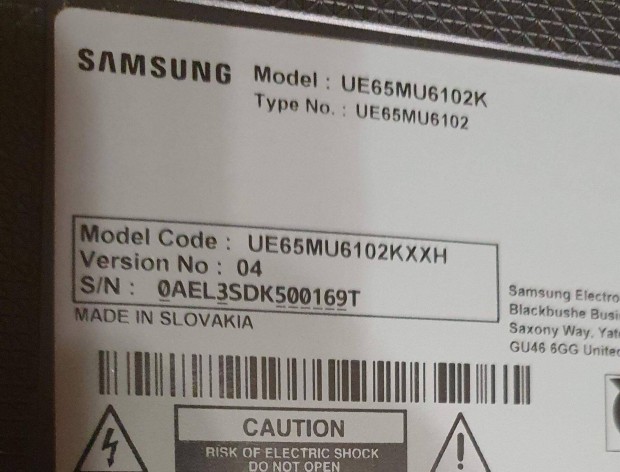 SAMSUNG Model : UE65MU6102K
Type No. : UE65MU6102
Model Code : UE65MU6102KXXH
Version No : 04
S/N : 0AEL3SDK500169T
MADE IN SLOVAKIA
Samsung Electro
Blackbushe Busi
Saxony Way, Yat
GU46 6GG United
CAUTION
RISK OF ELECTRIC SHOCK
DO NOT OPEN